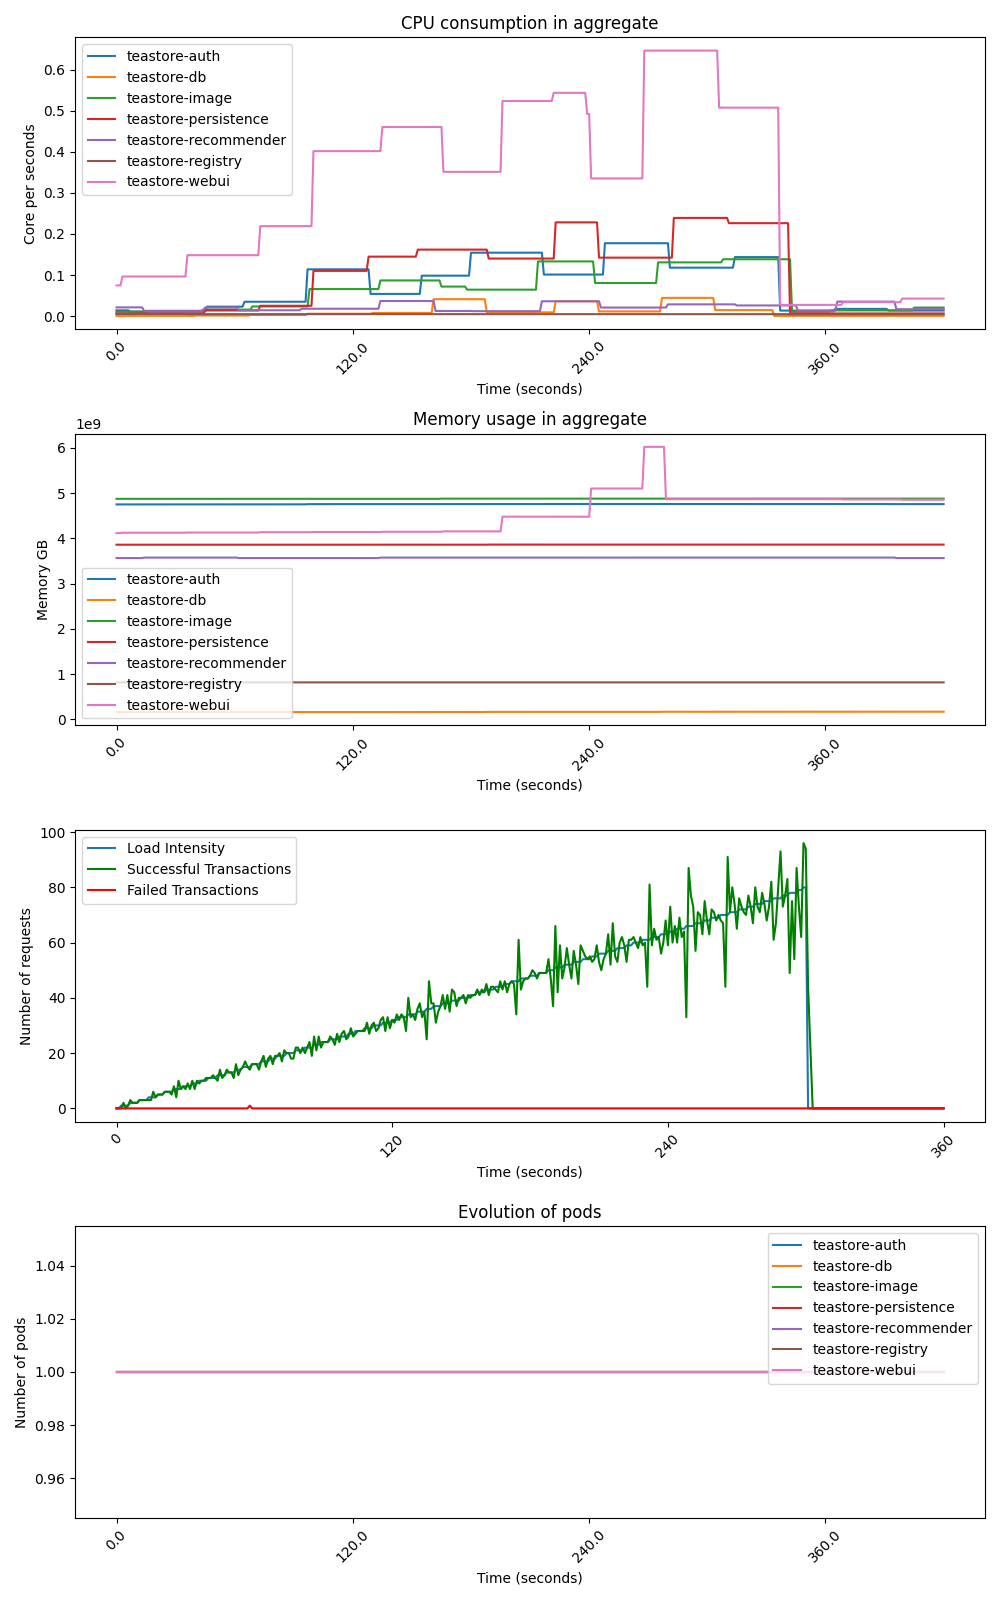 CPU consumption in aggregate
Core per seconds
0.6
0.5
0.4
0.3
0.2
0.1
0.0
teastore-auth
teastore-db
teastore-image
teastore-persistence
teastore-recommender
teastore-registry
teastore-webui
0.0
120.0
240.0
360.0
Time (seconds)
Memory usage in aggregate
1e9
Memory GB
6
5
4
3
2
1
0
teastore-auth
teastore-db
teastore-image
teastore-persistence
teastore-recommender
teastore-registry
teastore-webui
0.0
120.0
240.0
360.0
Time (seconds)
Number of requests
100
80
60
40
20
0
Load Intensity
Successful Transactions
Failed Transactions
0
120
240
360
Time (seconds)
Evolution of pods
Number of pods
1.04
1.02
1.00
0.98
0.96
teastore-auth
teastore-db
teastore-image
teastore-persistence
teastore-recommender
teastore-registry
teastore-webui
0.0
120.0
240.0
360.0
Time (seconds)